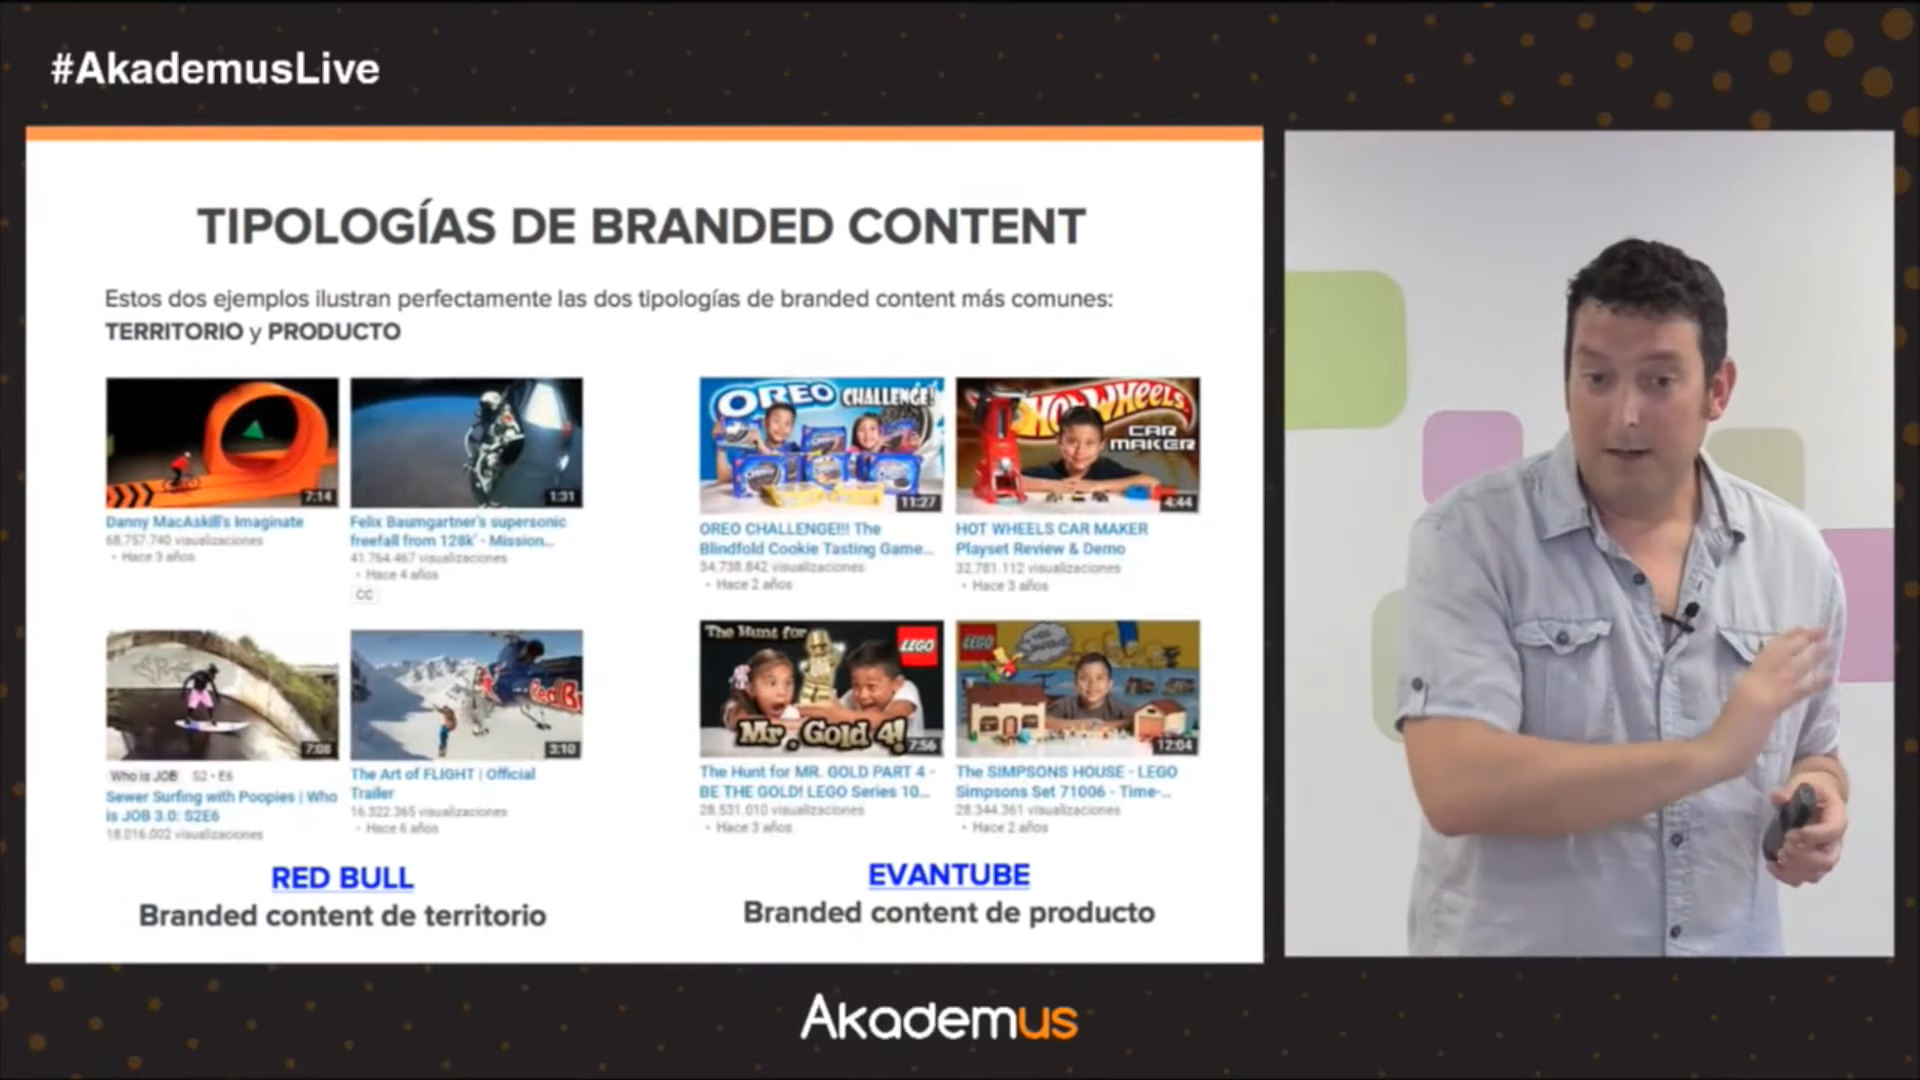 #AkademusLive
TIPOLOGÍAS DE BRANDED CONTENT
Estos dos ejemplos ilustran perfectamente las dos tipologías de branded content más comunes:
TERRITORIO y PRODUCTO
7:14
Danny MacAskill's Imaginate
68.757.740 visualizaciones
• Hace 3 años
1:31
Felix Baumgartner's supersonic
freefall from 128k' - Mission...
41.764.467 visualizaciones
• Hace 4 años
CC
7:08
Who is JOB S2 • E6
Sewer Surfing with Poopies | Who
is JOB 3.0: S2E6
18.016.002 visualizaciones
Red B
3:10
The Art of FLIGHT | Official
Trailer
16.322.365 visualizaciones
• Hace 6 años
RED BULL
Branded content de territorio
OREO CHALLENGE!
11:27
OREO CHALLENGE!!! The
Blindfold Cookie Tasting Game...
34.738.842 visualizaciones
• Hace 2 años
HOT WHEELS
CAR
MAKER
4:44
HOT WHEELS CAR MAKER
Playset Review & Demo
32.781.112 visualizaciones
• Hace 3 años
The Hunt for
LEGO
Mr. Gold 4!
7:56
The Hunt for MR. GOLD PART 4 -
BE THE GOLD! LEGO Series 10...
28.531.010 visualizaciones
• Hace 3 años
LEGO
12:04
The SIMPSONS HOUSE - LEGO
Simpsons Set 71006 - Time-...
28.344.361 visualizaciones
• Hace 2 años
EVANTUBE
Branded content de producto
Akademus